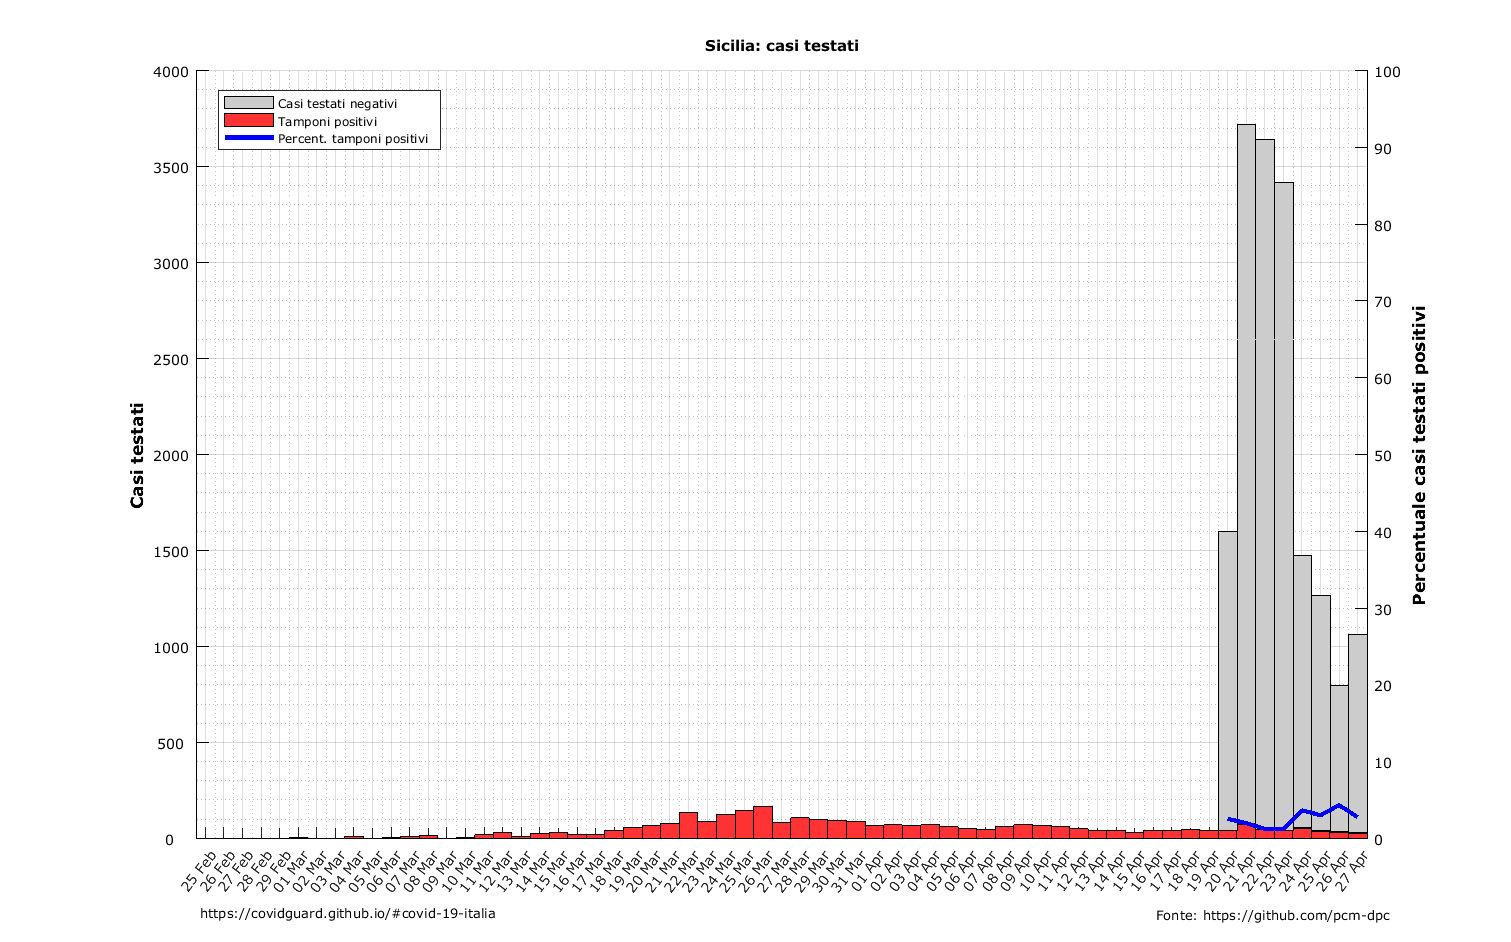 Sicilia: casi testati
Casi testati negativi
Tamponi positivi
Percent. tamponi positivi
4000
3500
3000
2500
2000
1500
1000
500
0
Casi testati
100
90
80
70
60
50
40
30
20
10
0
Percentuale casi testati positivi
25 Feb
26 Feb
27 Feb
28 Feb
29 Feb
01 Mar
02 Mar
03 Mar
04 Mar
05 Mar
06 Mar
07 Mar
08 Mar
09 Mar
10 Mar
11 Mar
12 Mar
13 Mar
14 Mar
15 Mar
16 Mar
17 Mar
18 Mar
19 Mar
20 Mar
21 Mar
22 Mar
23 Mar
24 Mar
25 Mar
26 Mar
27 Mar
28 Mar
29 Mar
30 Mar
31 Mar
01 Apr
02 Apr
03 Apr
04 Apr
05 Apr
06 Apr
07 Apr
08 Apr
09 Apr
10 Apr
11 Apr
12 Apr
13 Apr
14 Apr
15 Apr
16 Apr
17 Apr
18 Apr
19 Apr
20 Apr
21 Apr
22 Apr
23 Apr
24 Apr
25 Apr
26 Apr
27 Apr
https://covidguard.github.io/#covid-19-italia
Fonte: https://github.com/pcm-dpc